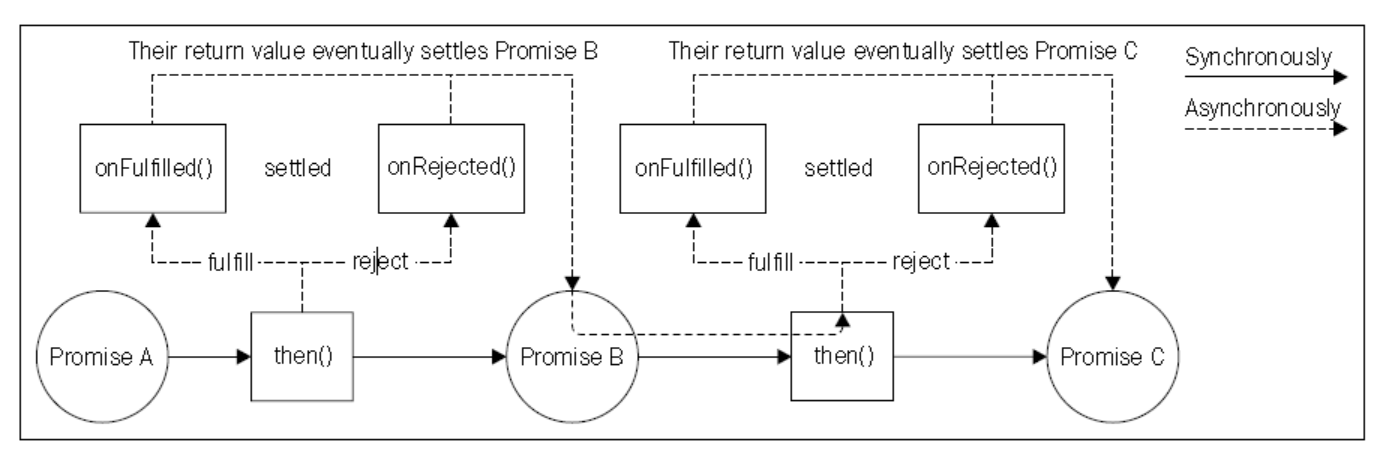 Their return value eventually settles Promise B
Their return value eventually settles Promise C
Synchronously
Asynchronously
onFulfilled()
settled
onRejected()
onFulfilled()
settled
onRejected()
fulfill
reject
fulfill
reject
Promise A
then()
Promise B
then()
Promise C